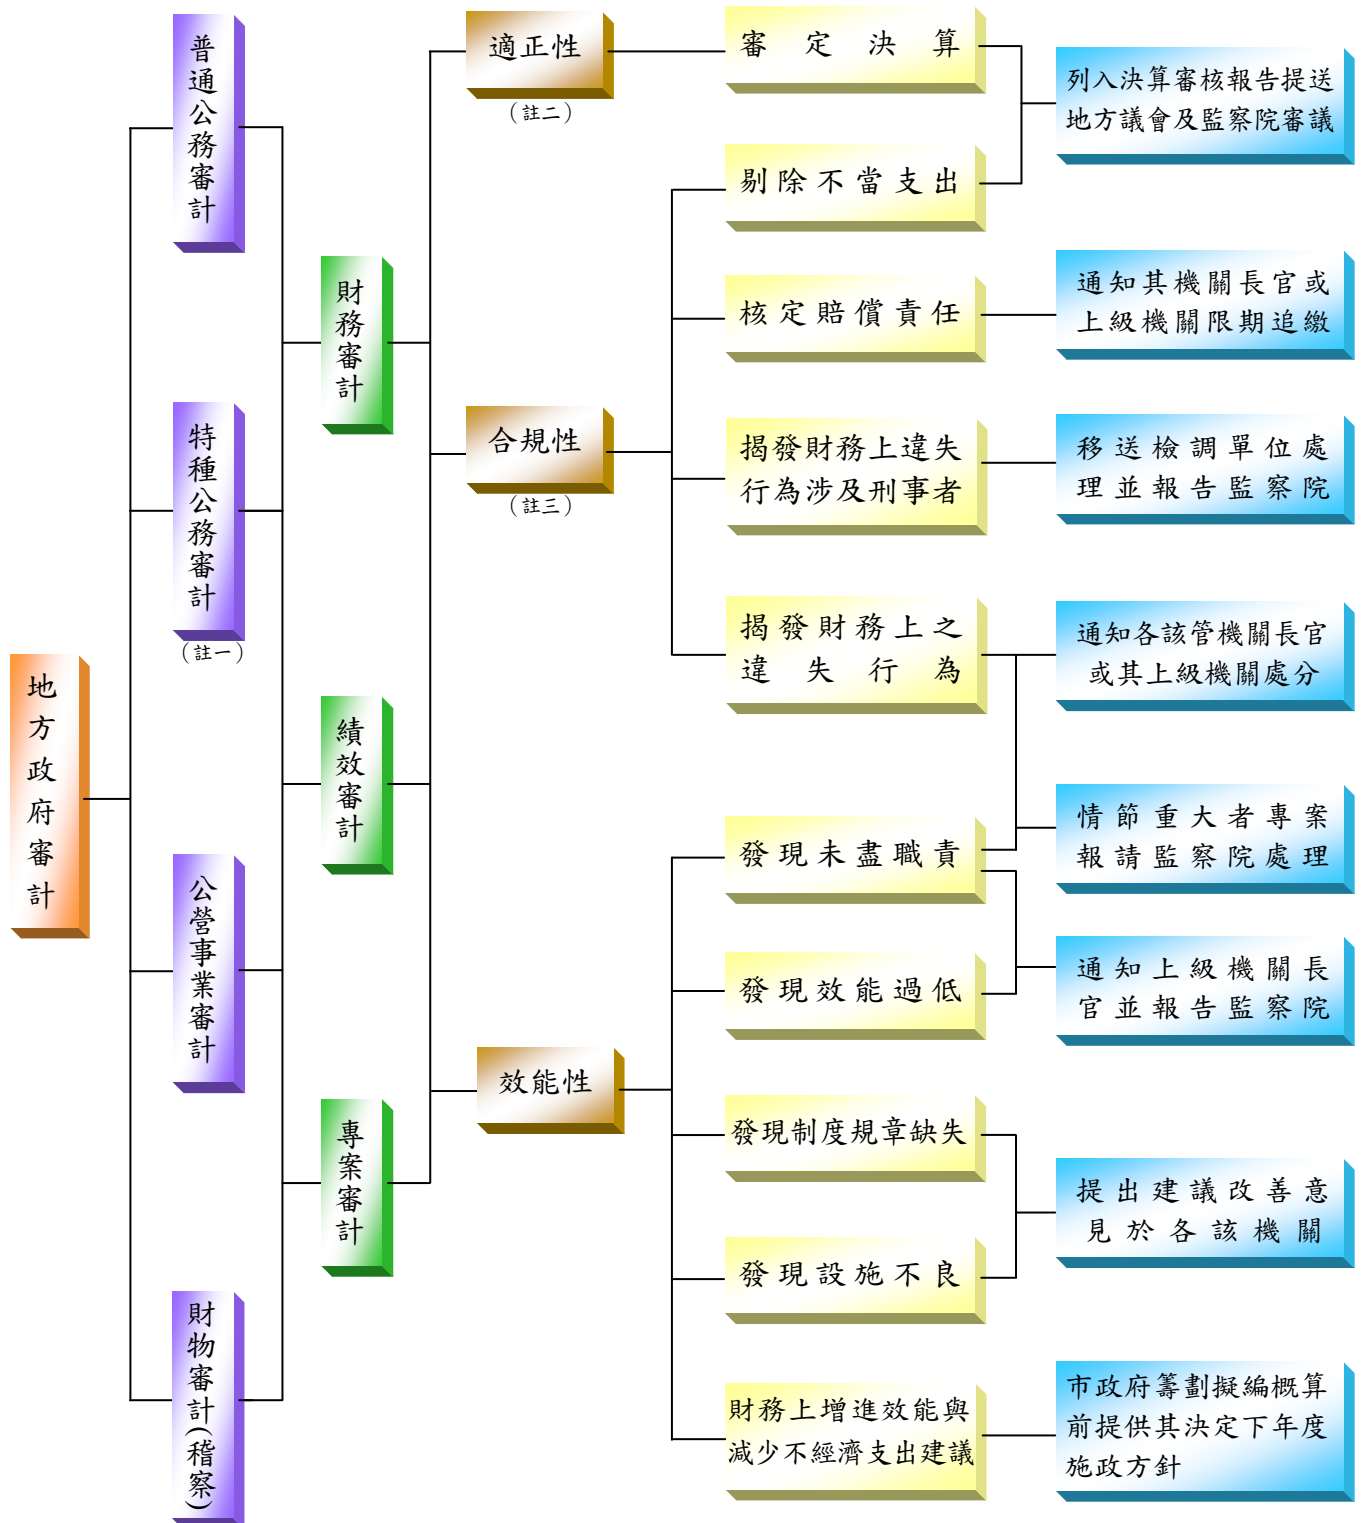 地方政府審計
普通公務審計
特種公務審計
(註一)
公營事業審計
財物審計(稽察)
財務審計
績效審計
專案審計
適正性
(註二)
合規性
(註三)
效能性
審定決算
剔除不當支出
核定賠償責任
揭發財務上違失
行為涉及刑事者
揭發財務上之
違失行為
發現未盡職責
發現效能過低
發現制度規章缺失
發現設施不良
財務上增進效能與
減少不經濟支出建議
列入決算審核報告提送
地方議會及監察院審議
通知其機關長官或
上級機關限期追繳
移送檢調單位處
理並報告監察院
通知各該管機關長官
或其上級機關處分
情節重大者專案
報請監察院處理
通知上級機關長
官並報告監察院
提出建議改善意
見於各該機關
市政府籌劃擬編概算
前提供其決定下年度
施政方針